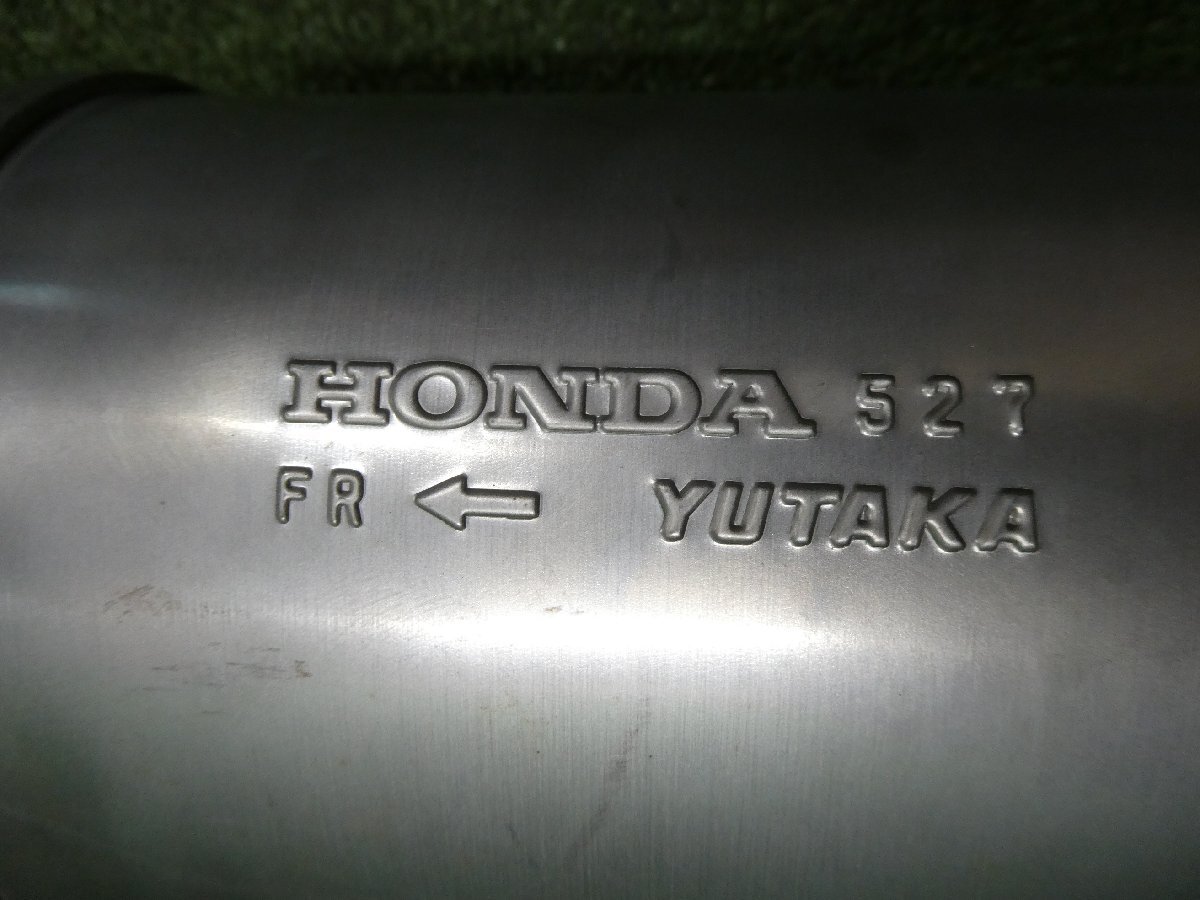 HONDA 527
FR ← YUTAKA